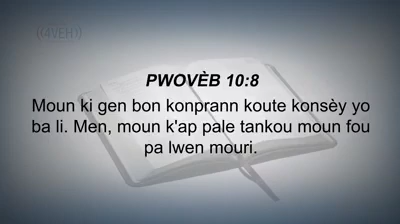 4VEH
PWOVÈB 10:8
Moun ki gen bon konprann koute konsèy yo
ba li. Men, moun k'ap pale tankou moun fou
pa lwen mouri.